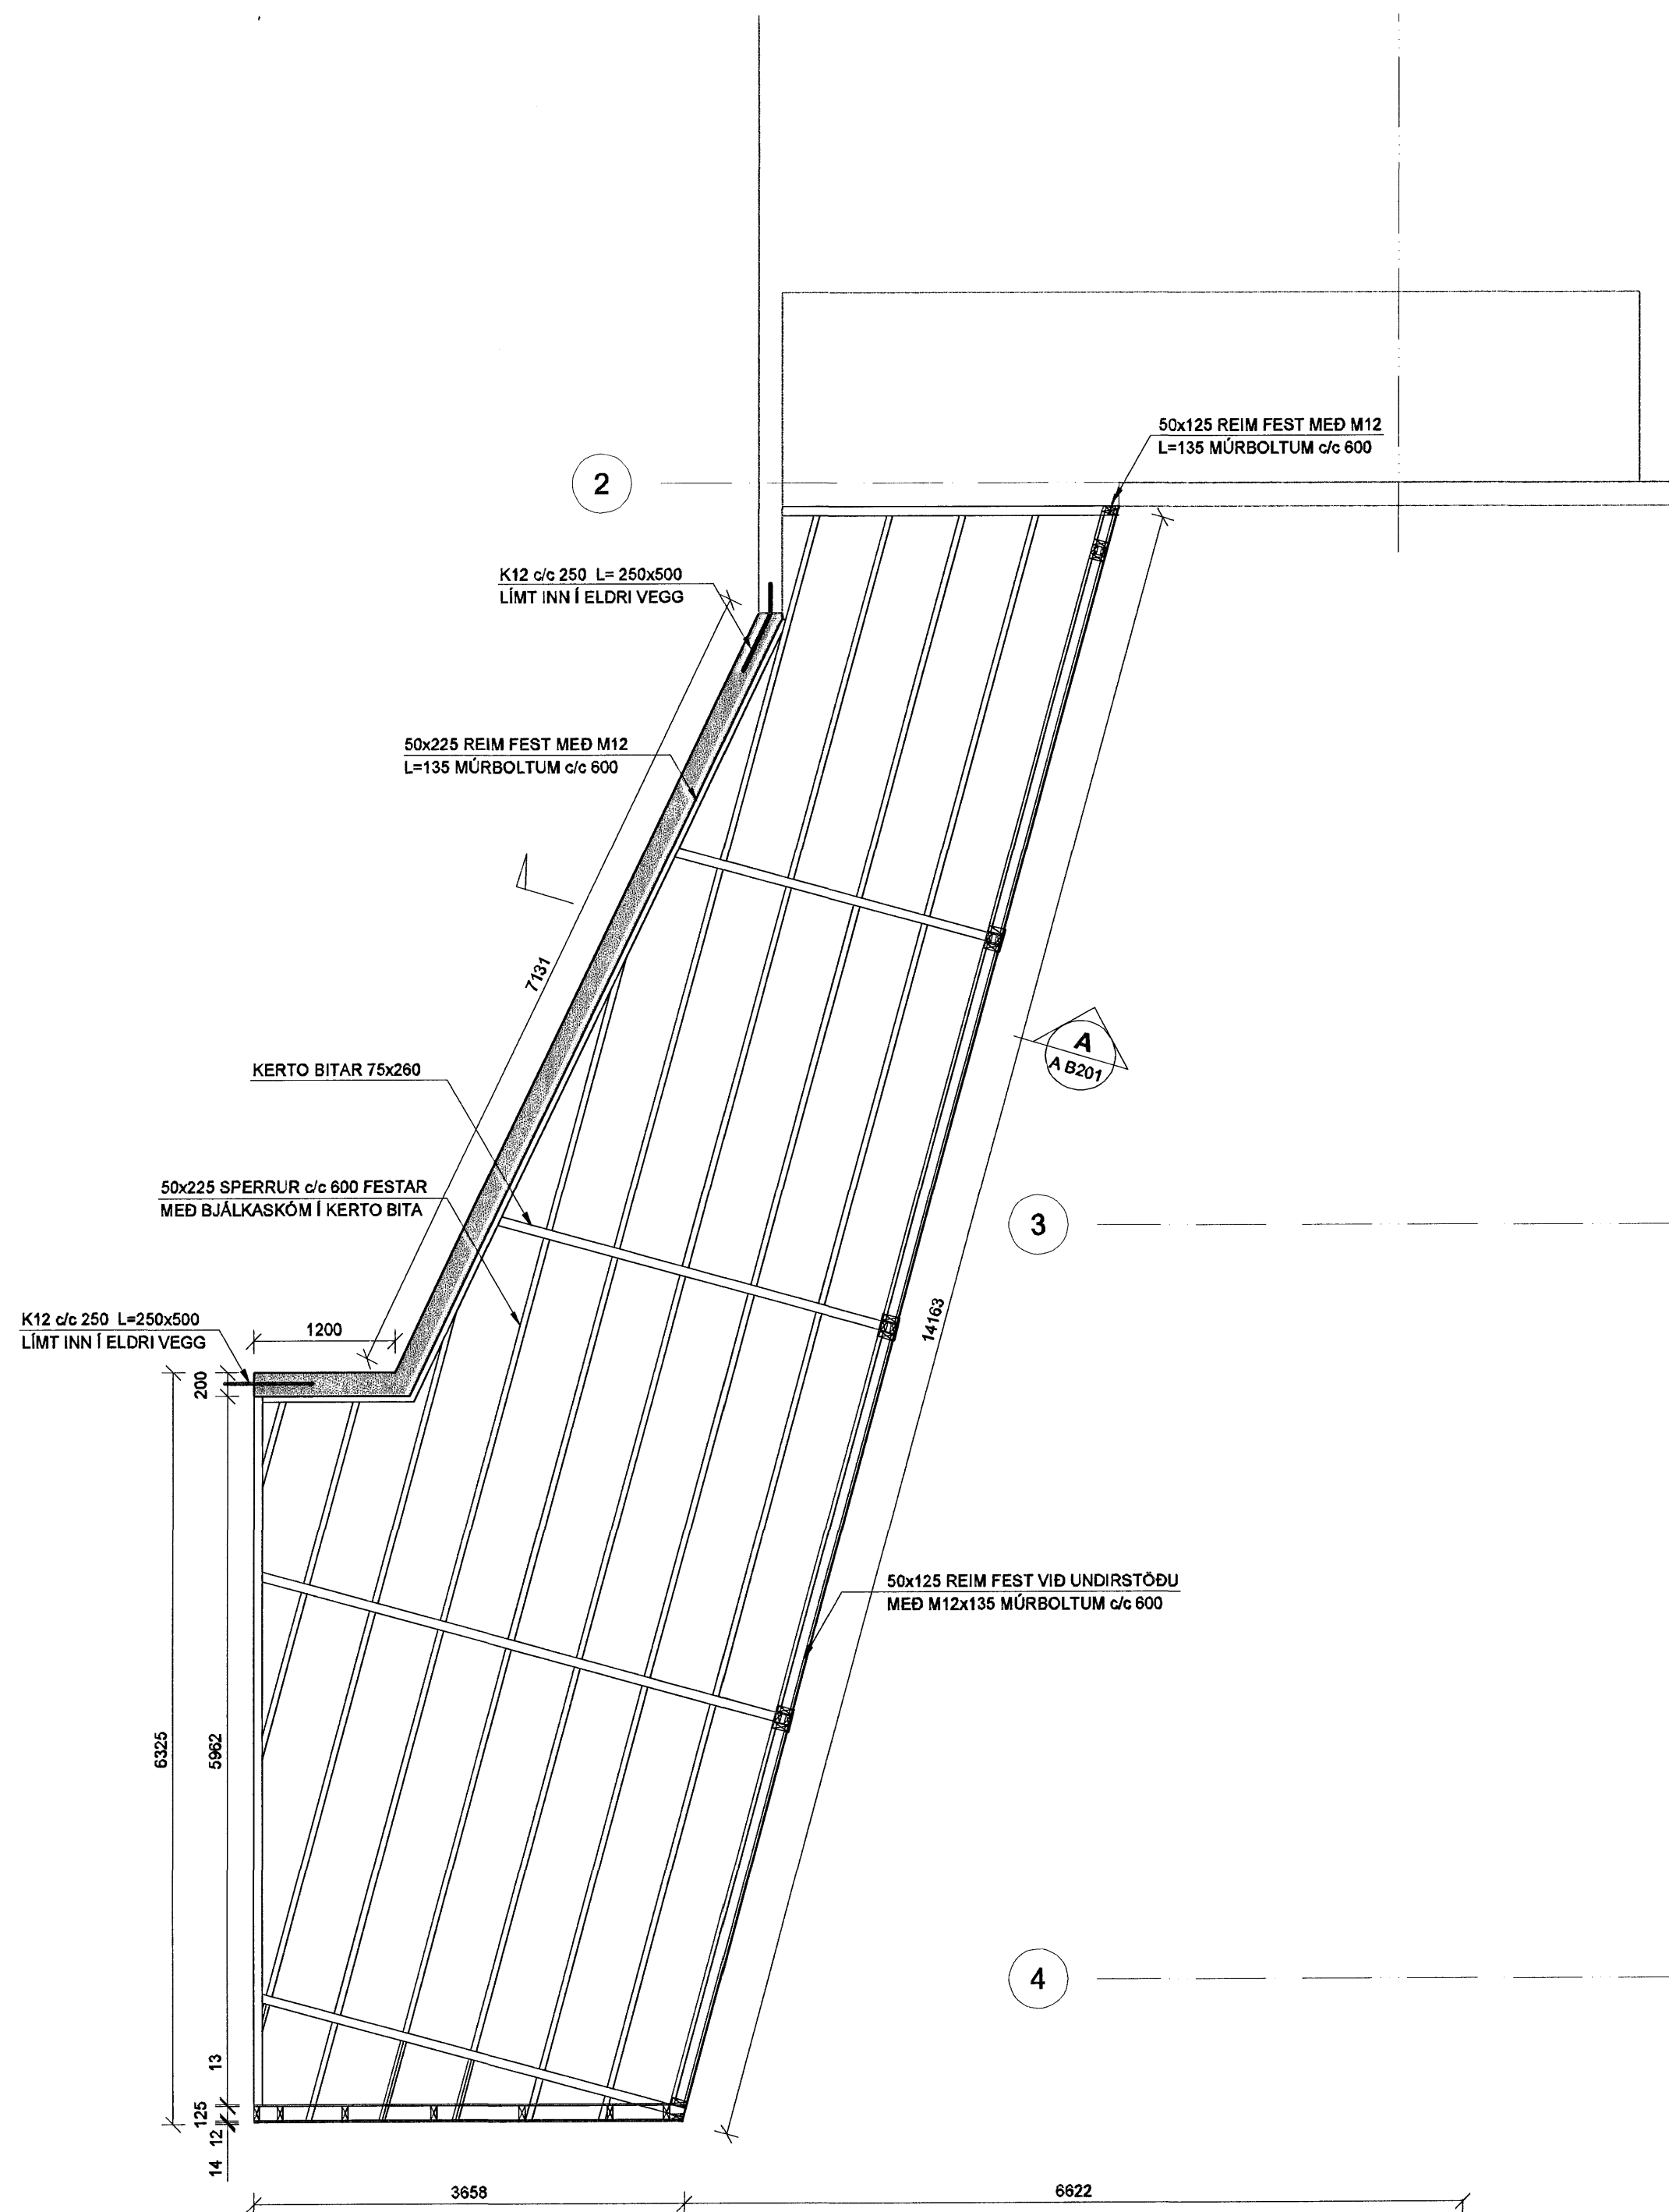 50x125 REIM FEST MEÐ M12
L=135 MÚRBOLTUM c/c 600
2
K12 c/c 250 L= 250x500
LÍMT INN Í ELDRI VEGG
50x225 REIM FEST MEÐ M12
L=135 MÚRBOLTUM c/c 600
7131
A
A B201
KERTO BITAR 75x260
50x225 SPERRUR c/c 600 FESTAR
MEÐ BJÁLKASKÓM Í KERTO BITA
3
K12 c/c 250 L=250x500
LÍMT INN Í ELDRI VEGG
1200
14163
200
50x125 REIM FEST VIÐ UNDIRSTÖÐU
MEÐ M12x135 MÚRBOLTUM c/c 600
6325
5962
4
13
125
12
14
3658
6622